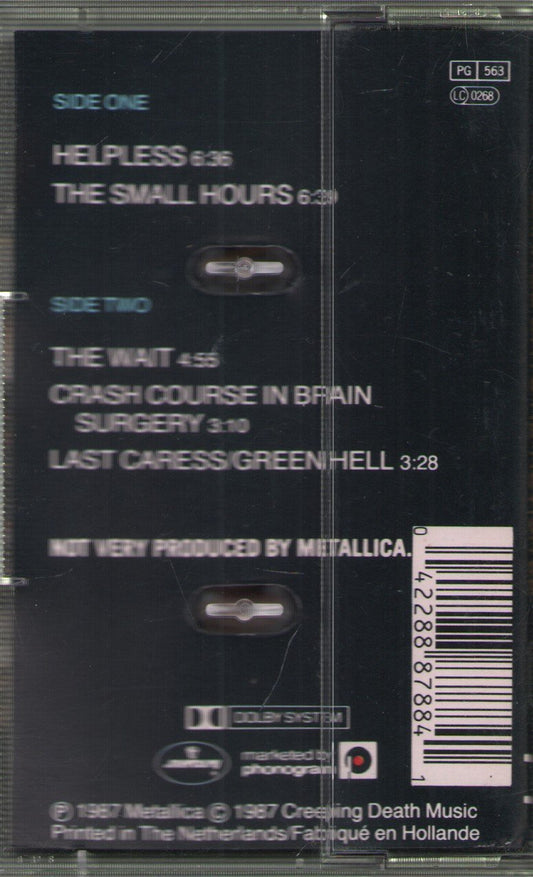 PG 563
LC 0268
SIDE ONE
HELPLESS 6:36
THE SMALL HOURS 6:39
SIDE TWO
THE WAIT 4:55
CRASH COURSE IN BRAIN
SURGERY 3:10
LAST CARESS/GREEN HELL 3:28
NOT VERY PRODUCED BY METALLICA.
0 42288 87884 1
DOLBY SYSTEM
mercury
marketed by
phonogram
℗ 1987 Metallica © 1987 Creeping Death Music
Printed in The Netherlands/Fabriqué en Hollande